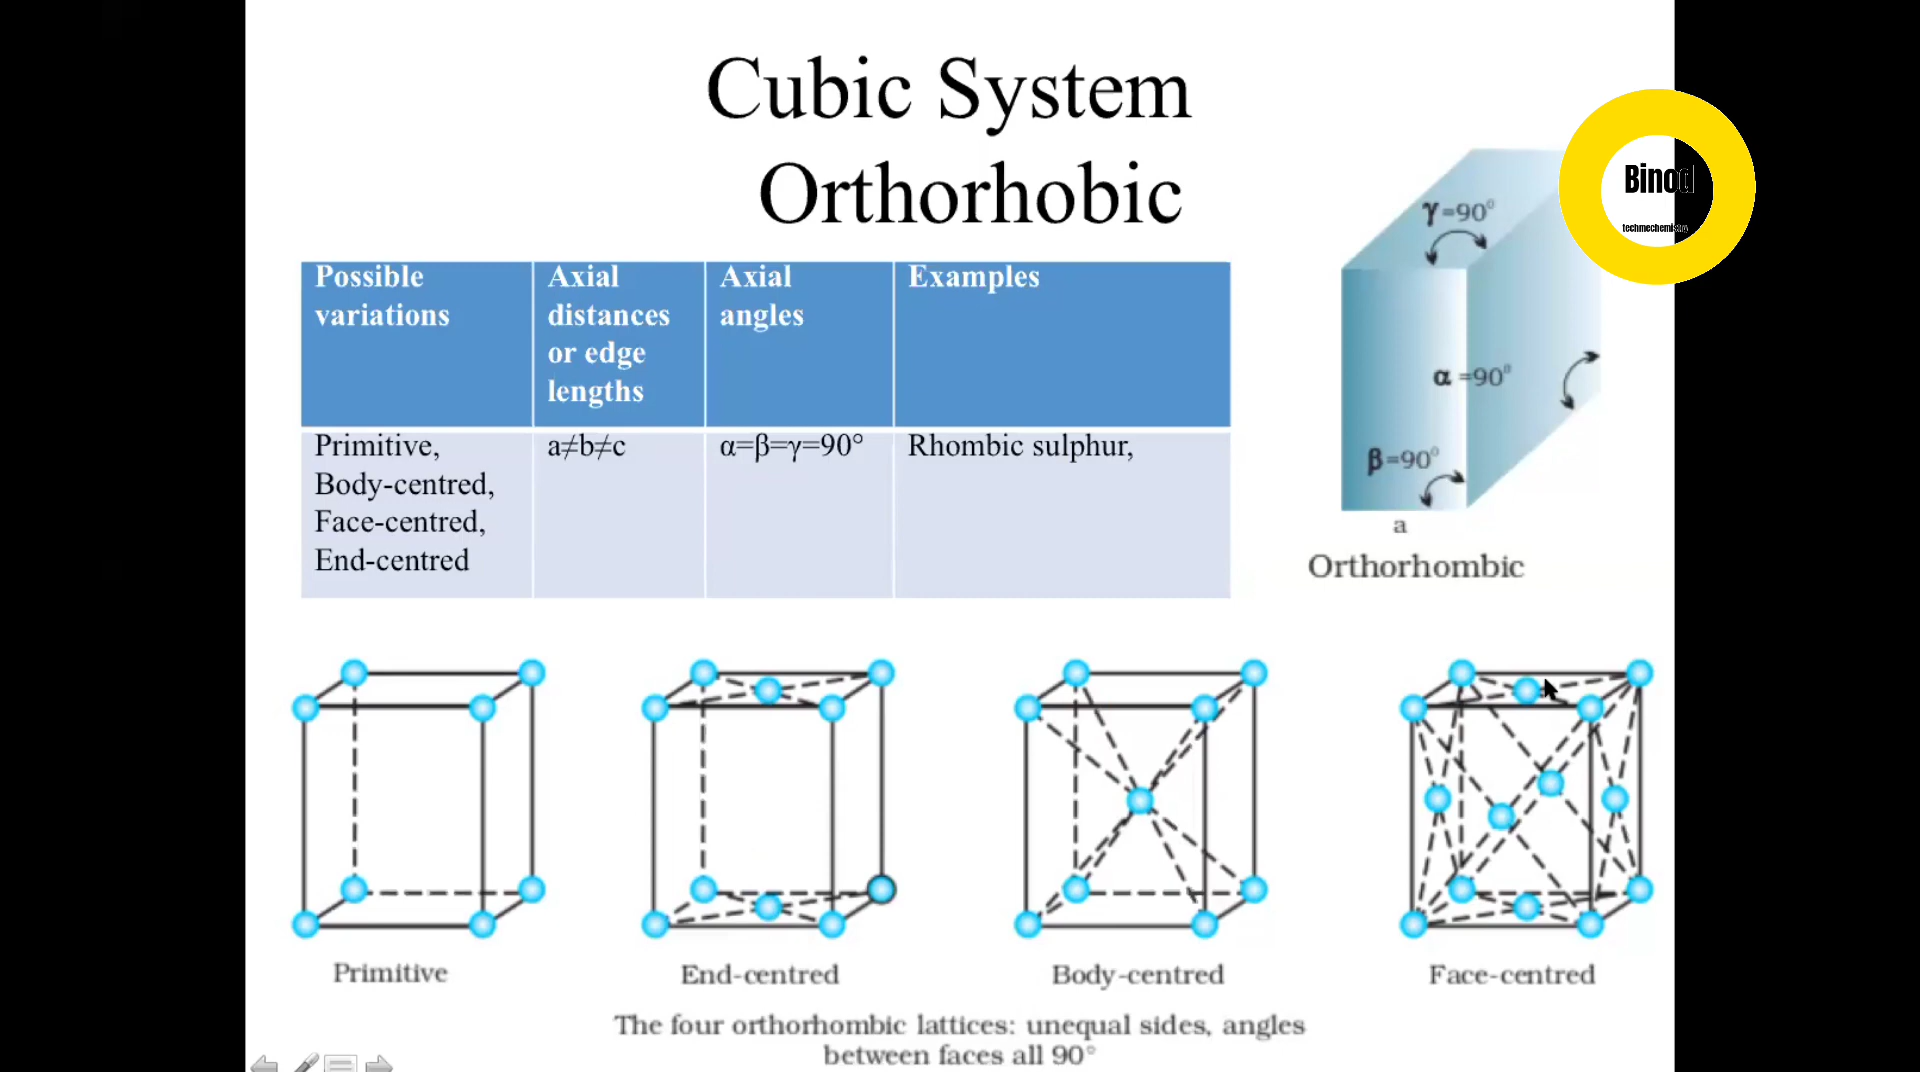 Cubic System
Orthorhobic
Possible
variations
Axial
distances
or edge
lengths
Axial
angles
Examples
Primitive,
Body-centred,
Face-centred,
End-centred
a≠b≠c
α=β=γ=90°
Rhombic sulphur,
γ=90°
α=90°
β=90°
a
Orthorhombic
Binod
techmechemistry
Primitive
End-centred
Body-centred
Face-centred
The four orthorhombic lattices: unequal sides, angles
between faces all 90°